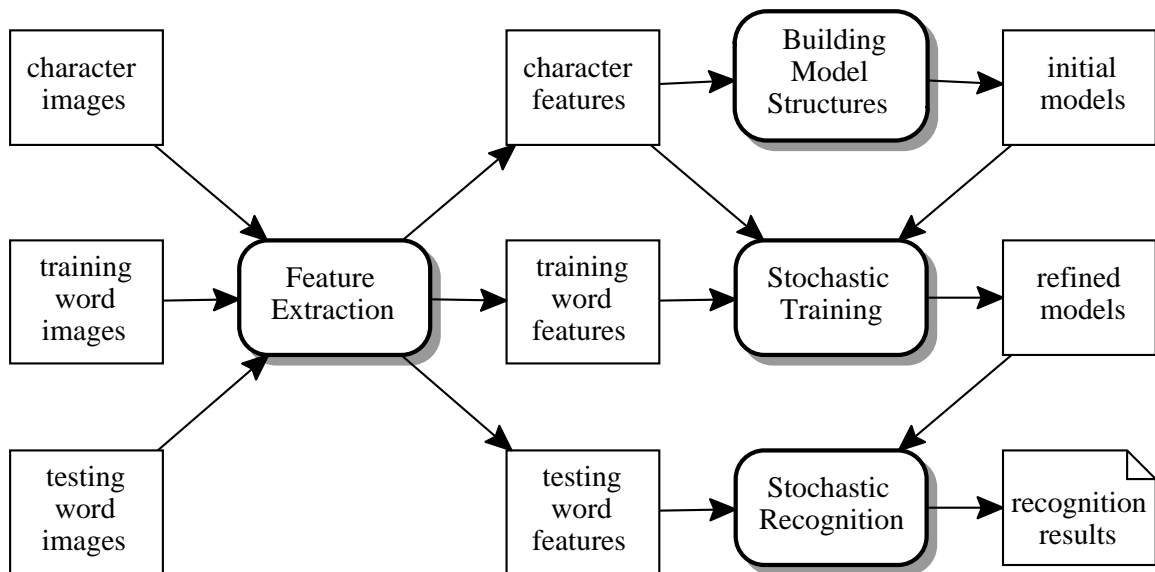 character
images
character
features
Building
Model
Structures
initial
models
training
word
images
Feature
Extraction
training
word
features
Stochastic
Training
refined
models
testing
word
images
testing
word
features
Stochastic
Recognition
recognition
results